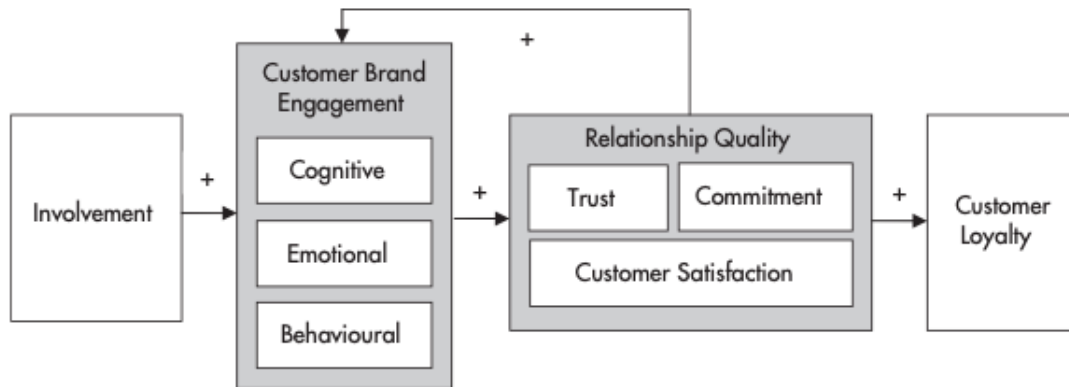 +
Customer Brand
Engagement
Cognitive
Emotional
Behavioural
Involvement
+
+
Relationship Quality
Trust
Commitment
Customer Satisfaction
+
Customer
Loyalty